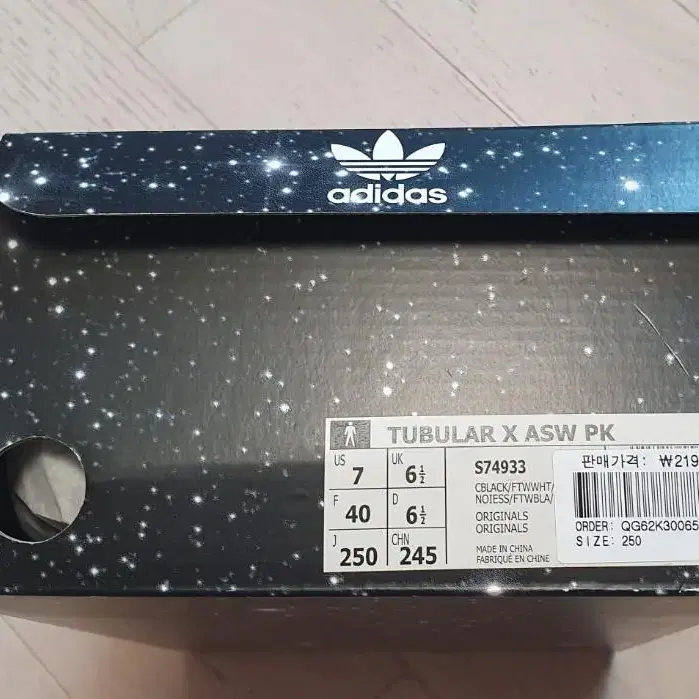 adidas
TUBULAR X ASW PK
US 7 UK 6½
F 40 D 6½
J 250 CHN 245
S74933
CBLACK/FTWWHT/
NOIESS/FTWBLA/
ORIGINALS
ORIGINALS
MADE IN CHINA
FABRIQUÉ EN CHINE
판매가격: ₩219
ORDER: QG62K30065
SIZE: 250